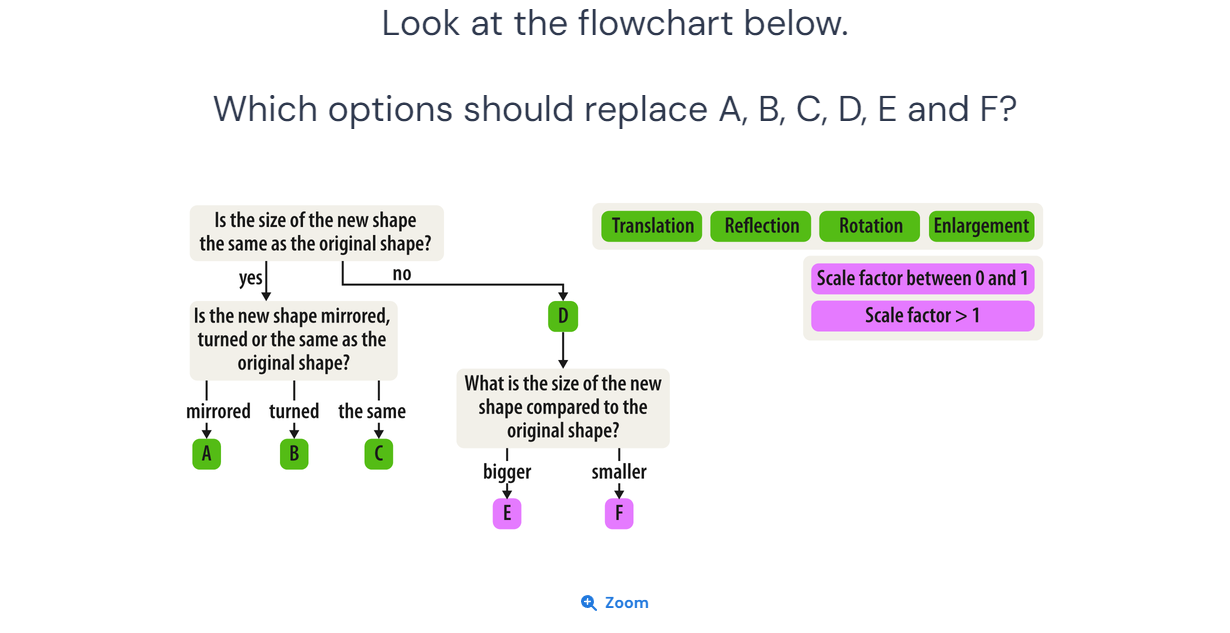 Look at the flowchart below.
Which options should replace A, B, C, D, E and F?
Is the size of the new shape
the same as the original shape?
yes
no
Is the new shape mirrored,
turned or the same as the
original shape?
mirrored
turned
the same
A
B
C
D
What is the size of the new
shape compared to the
original shape?
bigger
smaller
E
F
Translation
Reflection
Rotation
Enlargement
Scale factor between 0 and 1
Scale factor > 1
Zoom